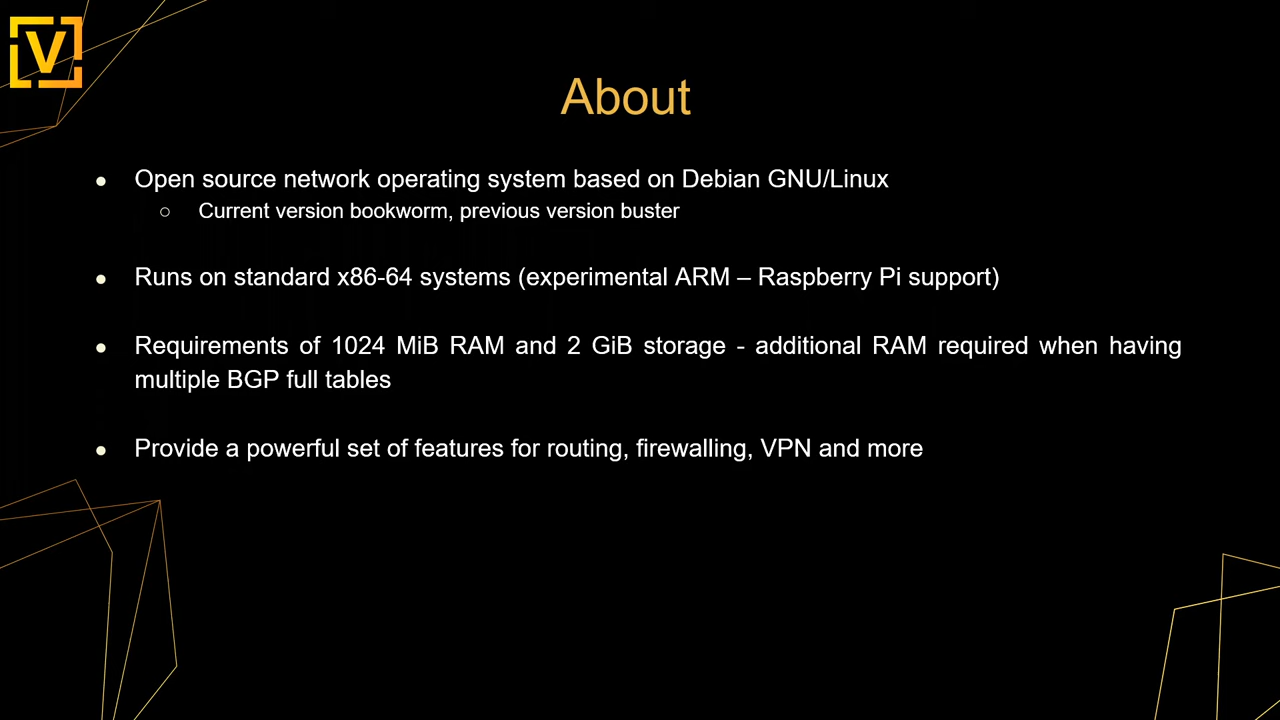 V
About
Open source network operating system based on Debian GNU/Linux
Current version bookworm, previous version buster
Runs on standard x86-64 systems (experimental ARM – Raspberry Pi support)
Requirements of 1024 MiB RAM and 2 GiB storage - additional RAM required when having
multiple BGP full tables
Provide a powerful set of features for routing, firewalling, VPN and more